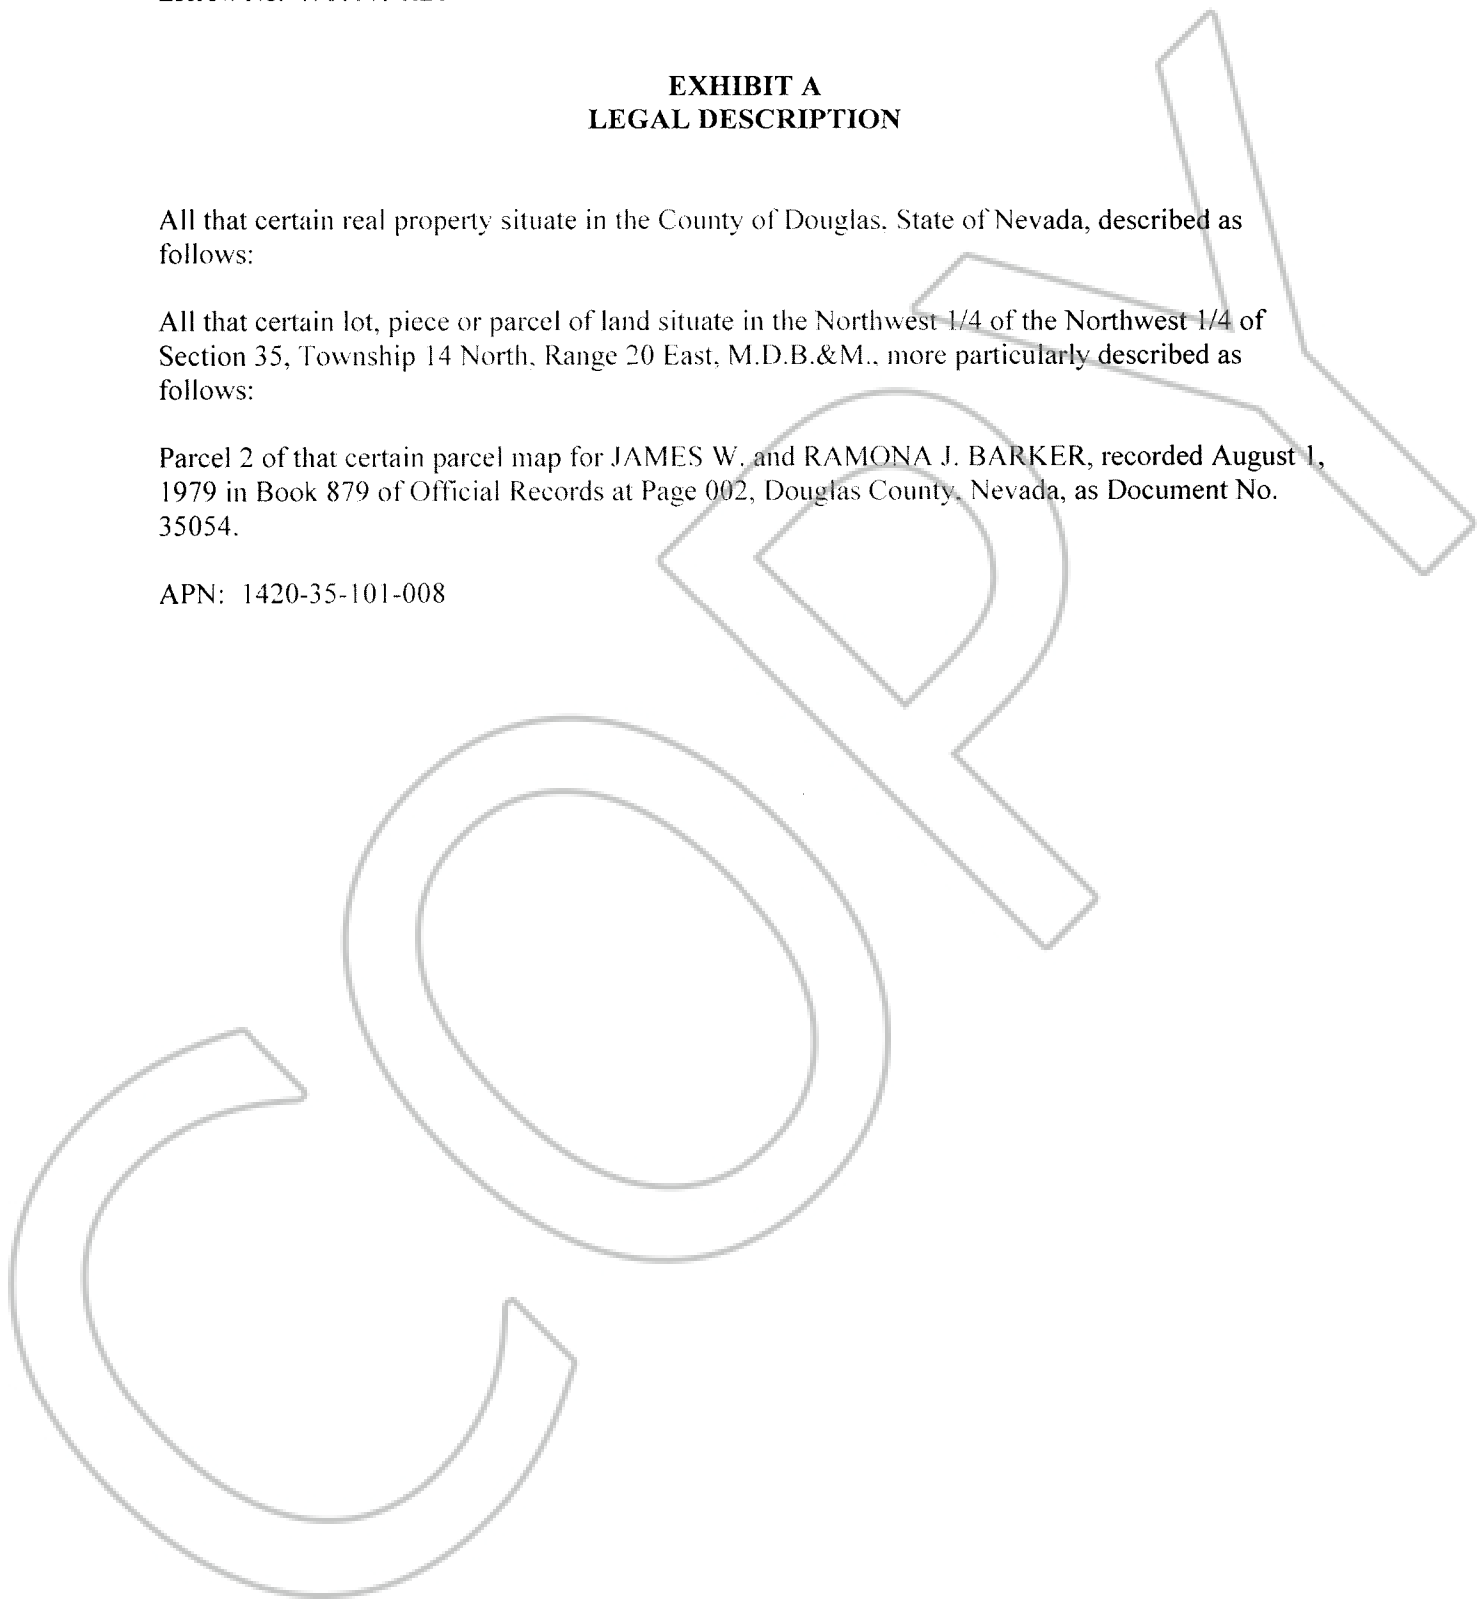 EXHIBIT A
LEGAL DESCRIPTION
All that certain real property situate in the County of Douglas, State of Nevada, described as
follows:
All that certain lot, piece or parcel of land situate in the Northwest 1/4 of the Northwest 1/4 of
Section 35, Township 14 North, Range 20 East, M.D.B.&M., more particularly described as
follows:
Parcel 2 of that certain parcel map for JAMES W. and RAMONA J. BARKER, recorded August 1,
1979 in Book 879 of Official Records at Page 002, Douglas County, Nevada, as Document No.
35054.
APN: 1420-35-101-008
COPY